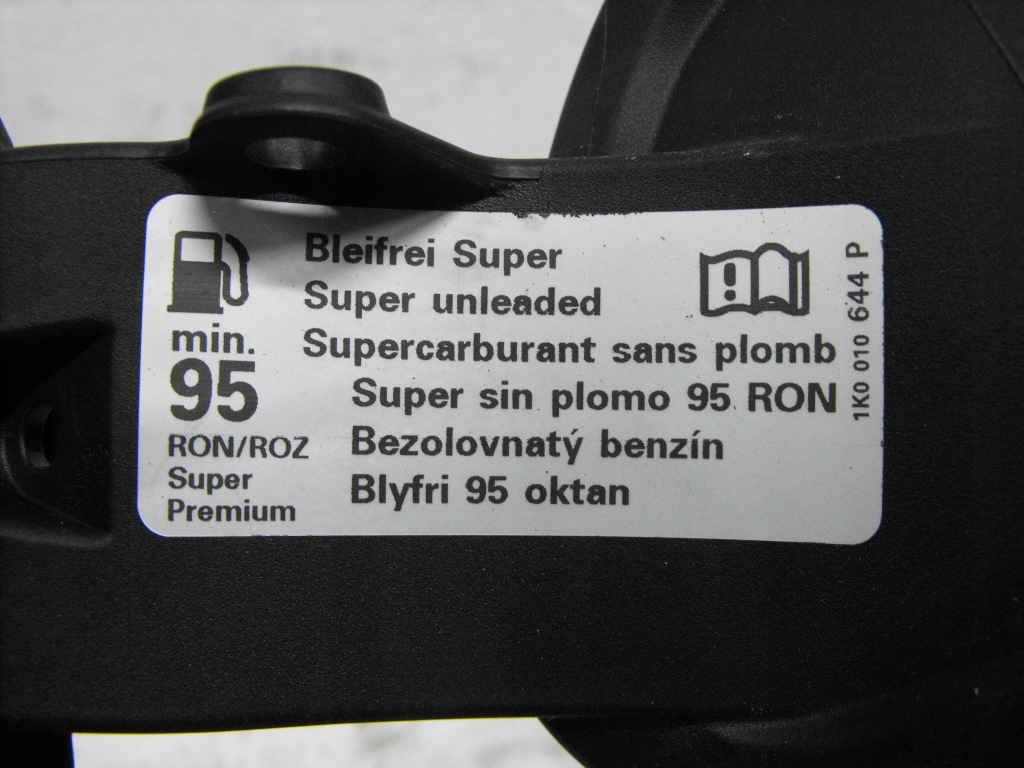 Bleifrei Super
Super unleaded
Supercarburant sans plomb
Super sin plomo 95 RON
Bezolovnatý benzín
Blyfri 95 oktan
min.
95
RON/ROZ
Super
Premium
1K0 010 644 P